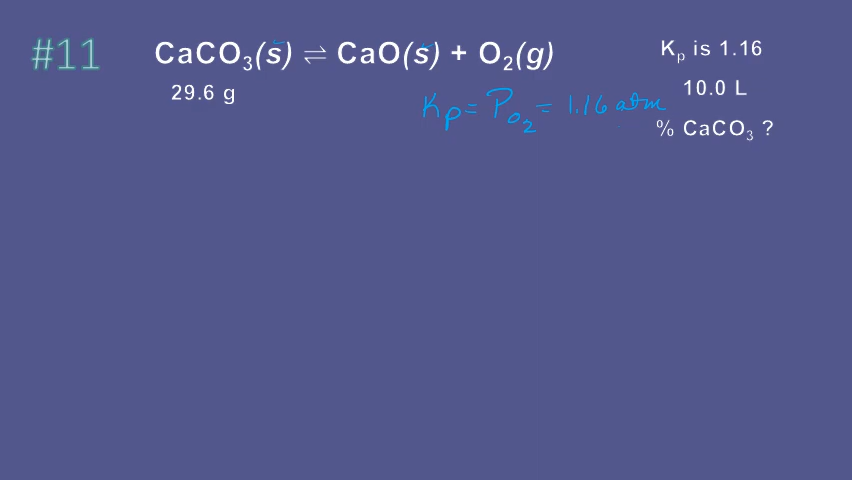 #11
CaCO₃(s) ⇌ CaO(s) + O₂(g)
29.6 g
Kp = PO₂ = 1.16 atm
Kₚ is 1.16
10.0 L
% CaCO₃ ?